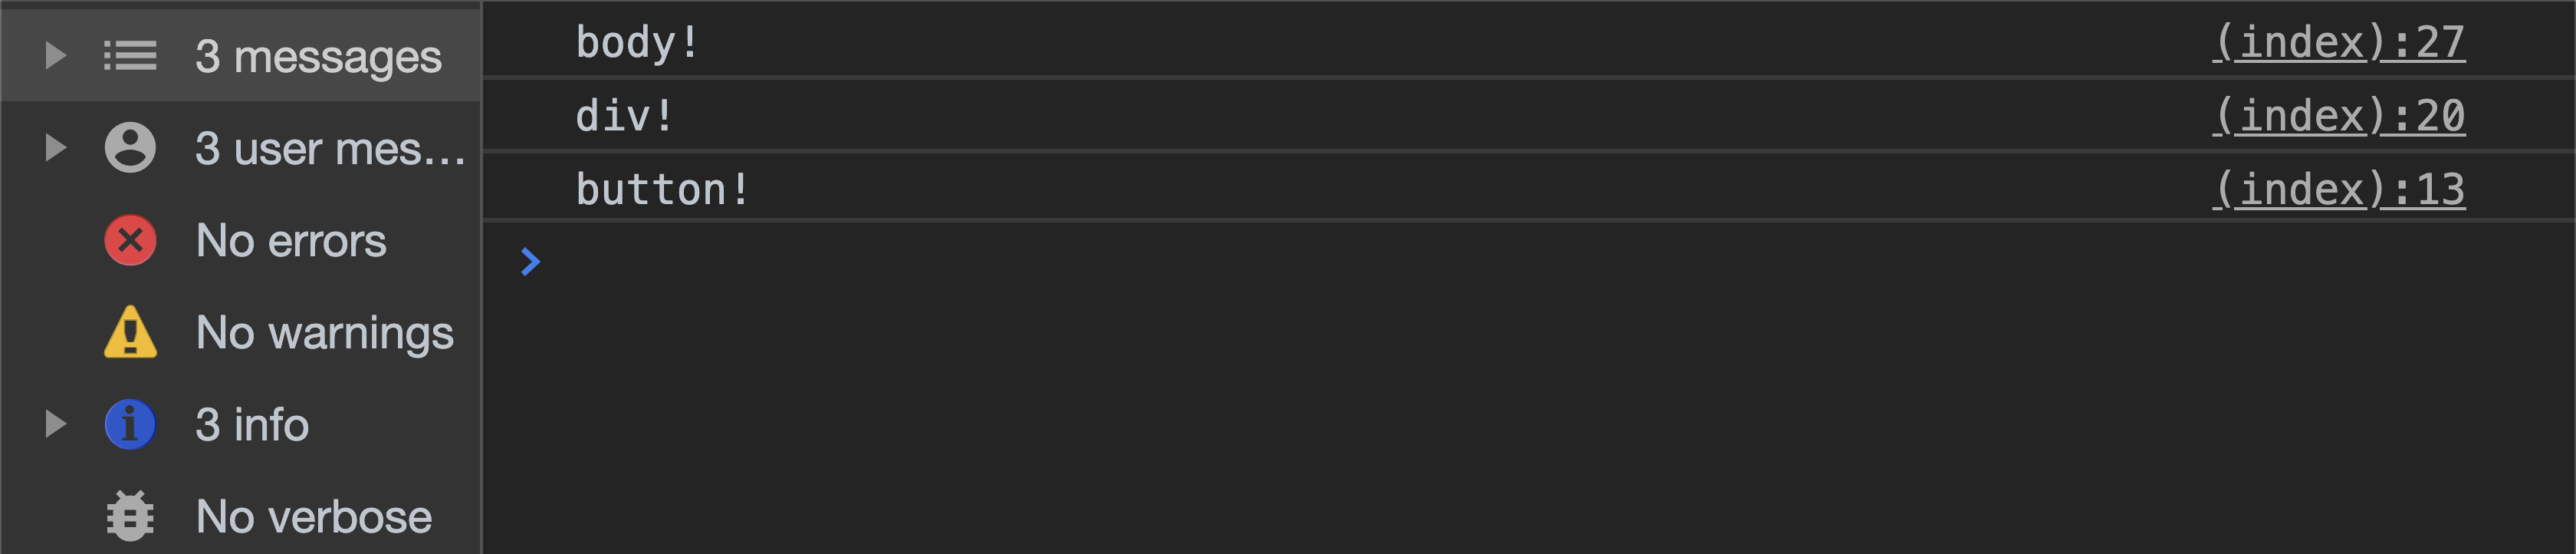 3 messages
3 user mes…
No errors
No warnings
3 info
No verbose
body! (index):27
div! (index):20
button! (index):13